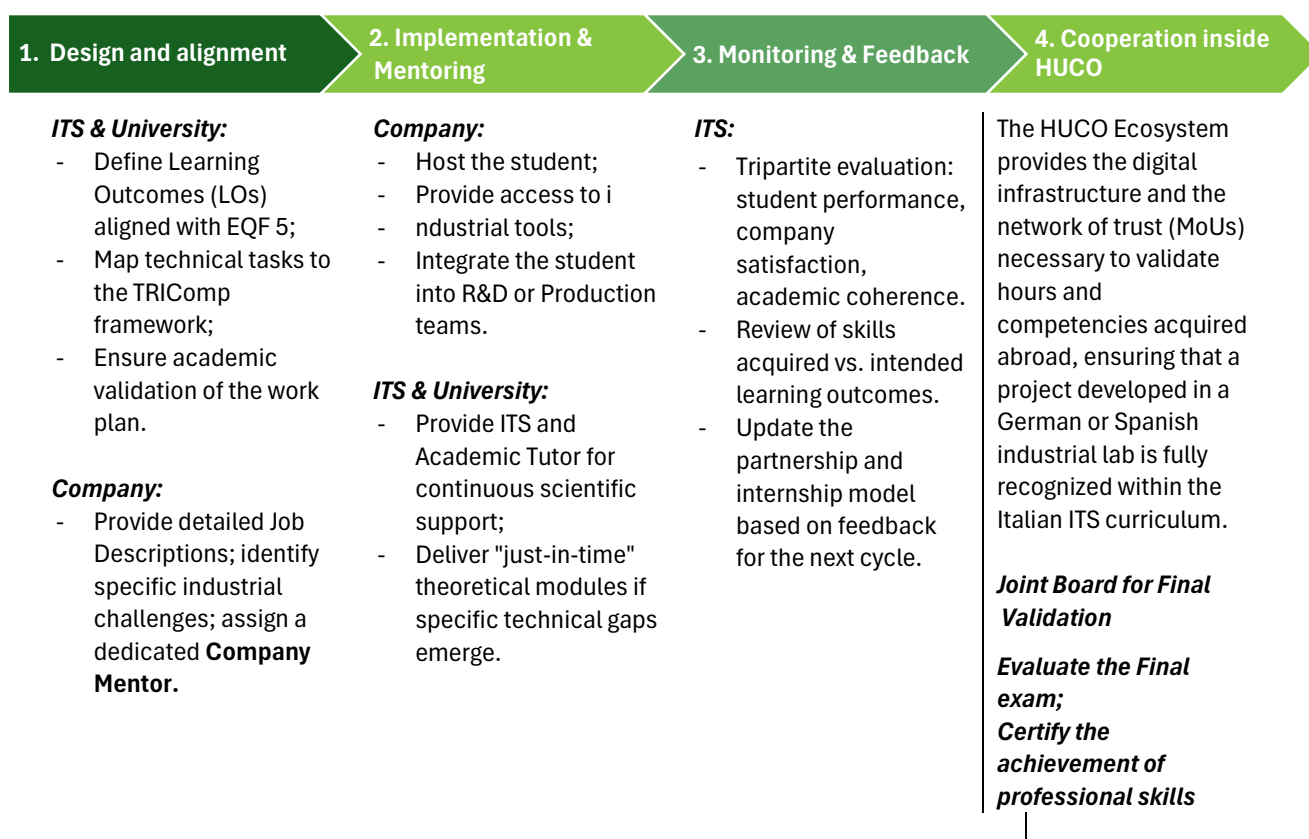 1. Design and alignment
2. Implementation &
Mentoring
3. Monitoring & Feedback
4. Cooperation inside
HUCO
ITS & University:
- Define Learning
Outcomes (LOs)
aligned with EQF 5;
- Map technical tasks to
the TRIComp
framework;
- Ensure academic
validation of the work
plan.
Company:
- Provide detailed Job
Descriptions; identify
specific industrial
challenges; assign a
dedicated Company
Mentor.
Company:
- Host the student;
- Provide access to i
- ndustrial tools;
- Integrate the student
into R&D or Production
teams.
ITS & University:
- Provide ITS and
Academic Tutor for
continuous scientific
support;
- Deliver "just-in-time"
theoretical modules if
specific technical gaps
emerge.
ITS:
- Tripartite evaluation:
student performance,
company
satisfaction,
academic coherence.
- Review of skills
acquired vs. intended
learning outcomes.
- Update the
partnership and
internship model
based on feedback
for the next cycle.
The HUCO Ecosystem
provides the digital
infrastructure and the
network of trust (MoUs)
necessary to validate
hours and
competencies acquired
abroad, ensuring that a
project developed in a
German or Spanish
industrial lab is fully
recognized within the
Italian ITS curriculum.
Joint Board for Final
Validation
Evaluate the Final
exam;
Certify the
achievement of
professional skills